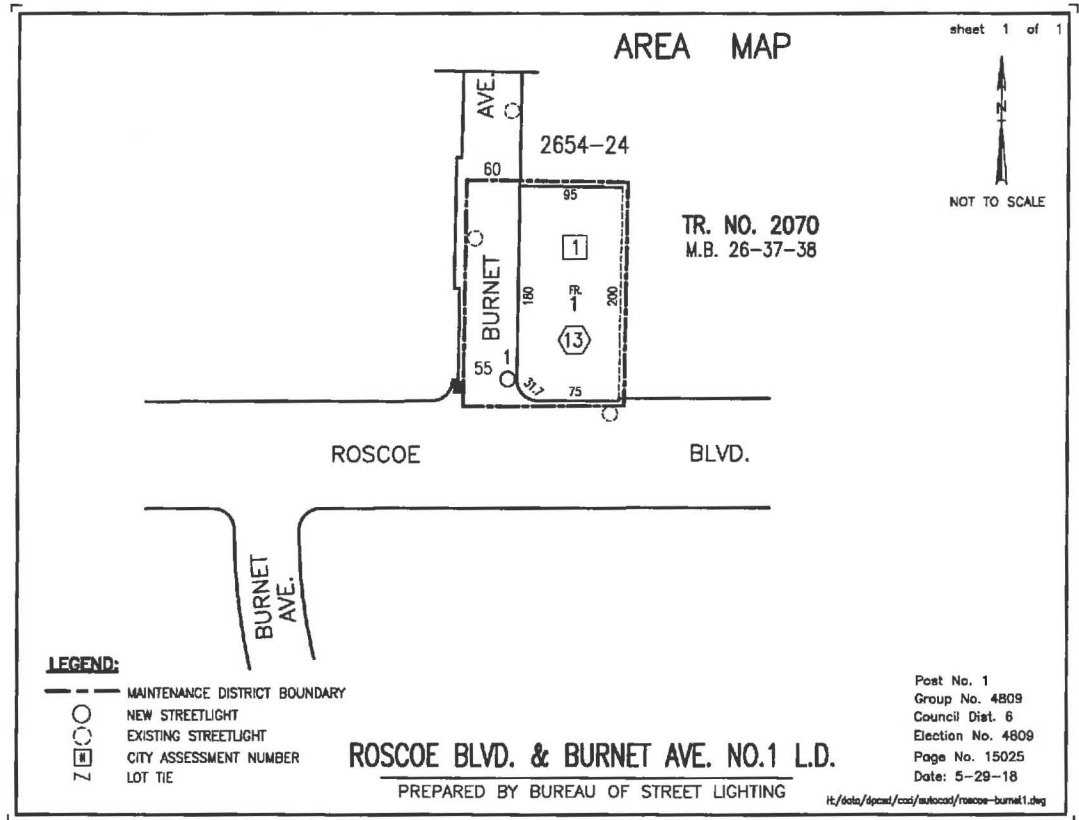 sheet 1 of 1
AREA MAP
N
NOT TO SCALE
AVE.
2654-24
60
95
TR. NO. 2070
M.B. 26-37-38
1
BURNET
180
FR.
1
200
13
55
1
31.7
75
ROSCOE
BLVD.
BURNET
AVE.
LEGEND:
MAINTENANCE DISTRICT BOUNDARY
NEW STREETLIGHT
EXISTING STREETLIGHT
# CITY ASSESSMENT NUMBER
Z LOT TIE
ROSCOE BLVD. & BURNET AVE. NO.1 L.D.
PREPARED BY BUREAU OF STREET LIGHTING
Post No. 1
Group No. 4809
Council Dist. 6
Election No. 4809
Page No. 15025
Date: 5-29-18